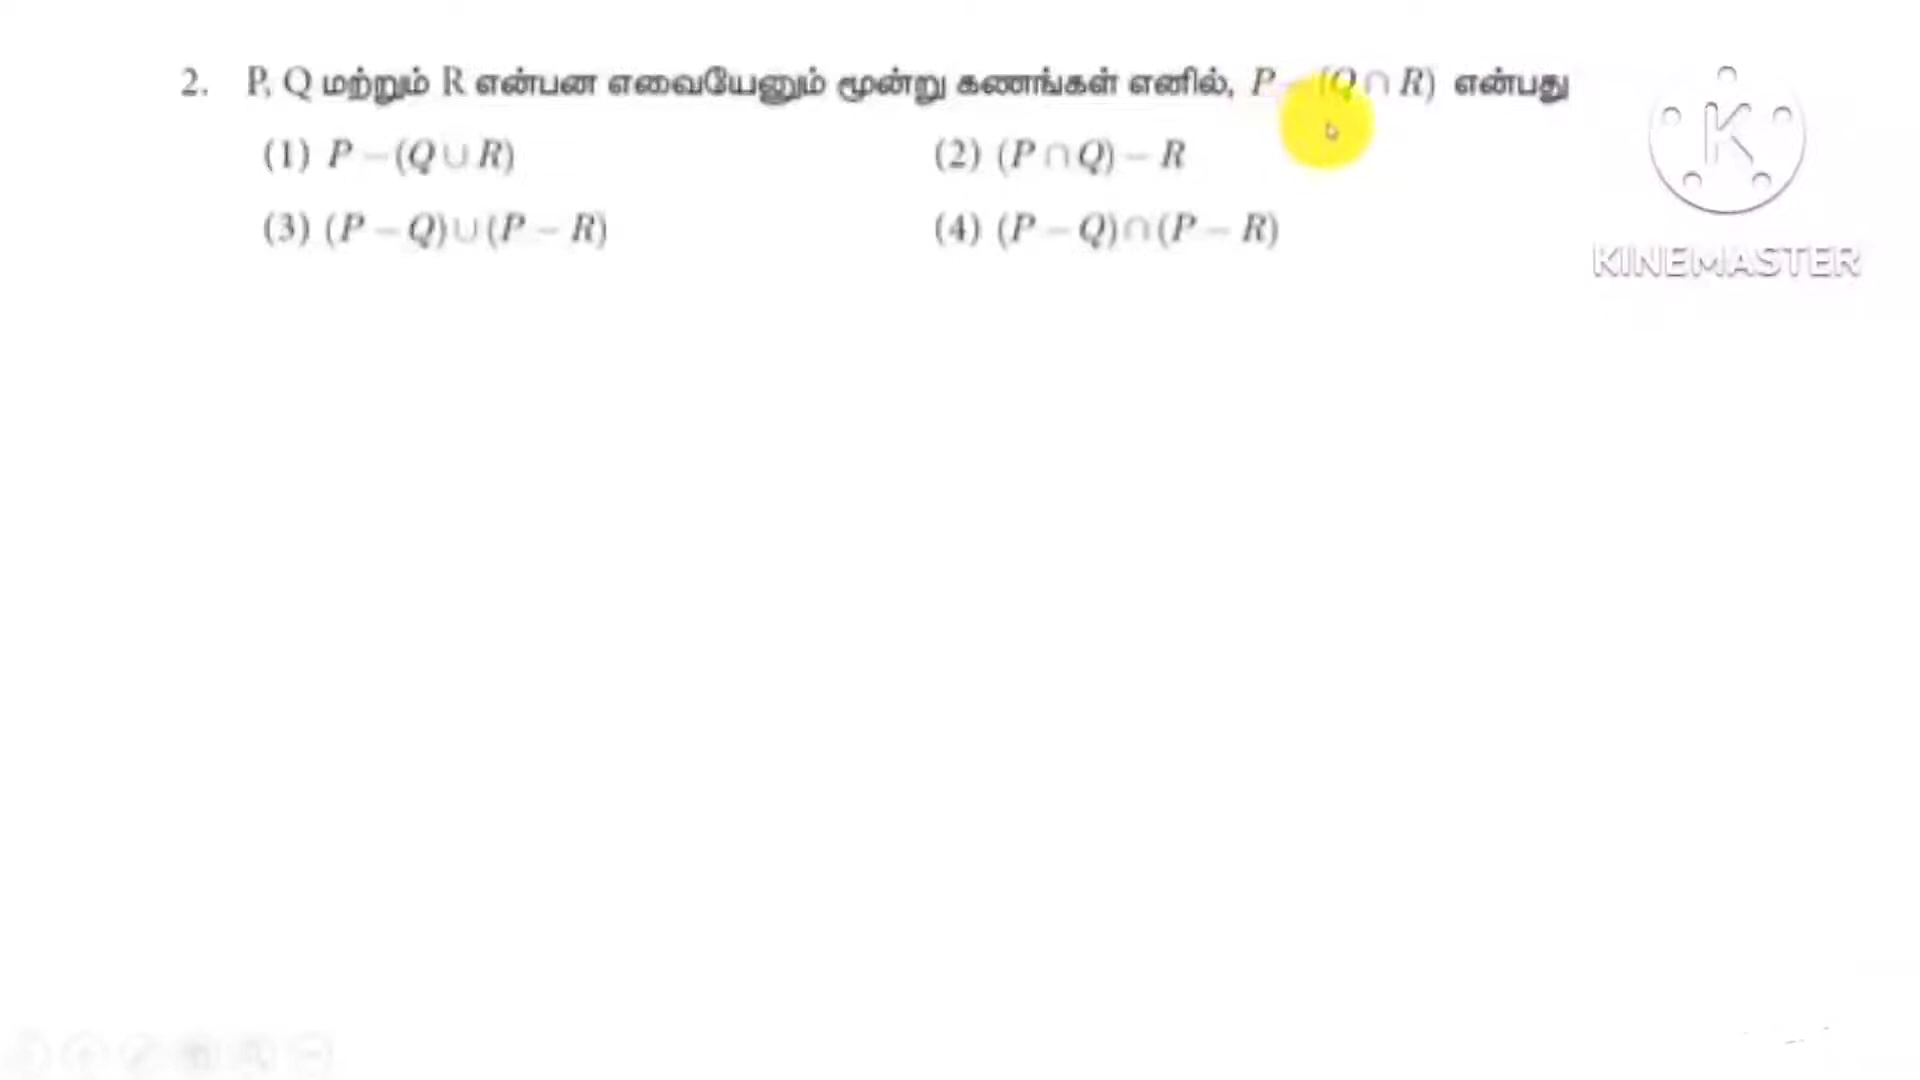 2. P, Q மற்றும் R என்பன எவையேனும் மூன்று கணங்கள் எனில், P – (Q ∩ R) என்பது
(1) P – (Q ∪ R) (2) (P ∩ Q) – R
(3) (P – Q) ∪ (P – R) (4) (P – Q) ∩ (P – R)
K
KINEMASTER